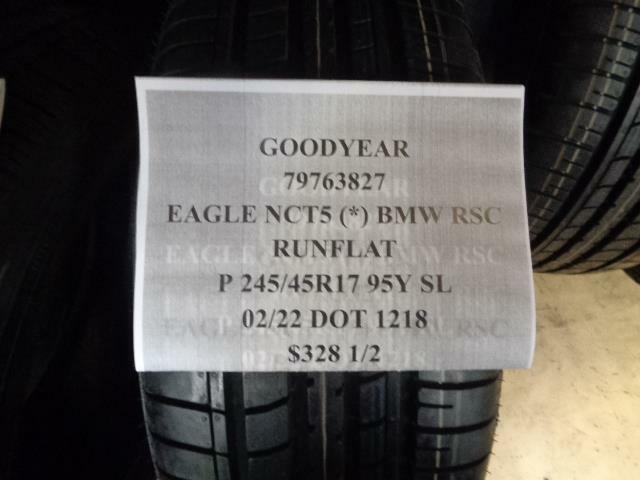 GOODYEAR
79763827
EAGLE NCT5 (*) BMW RSC
RUNFLAT
P 245/45R17 95Y SL
02/22 DOT 1218
$328 1/2